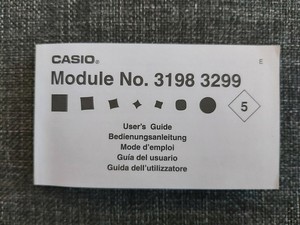 E
CASIO®
Module No. 3198 3299
5
User's Guide
Bedienungsanleitung
Mode d'emploi
Guía del usuario
Guida dell'utilizzatore